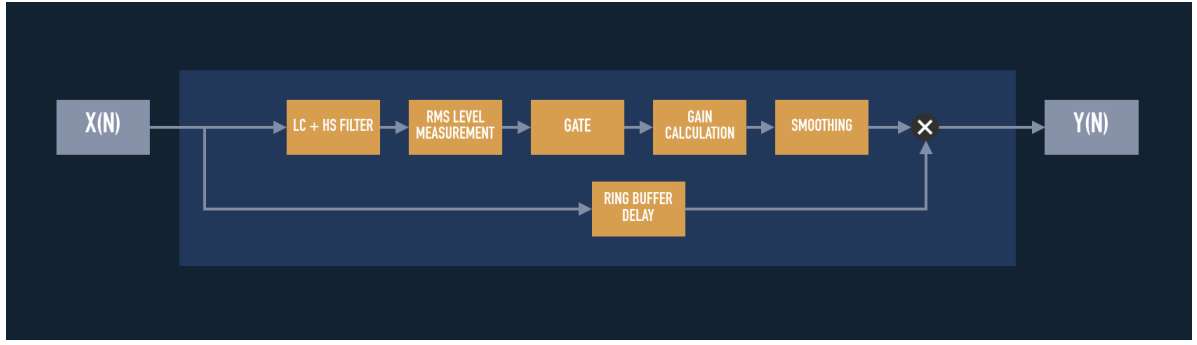 X(N)
LC + HS FILTER
RMS LEVEL
MEASUREMENT
GATE
GAIN
CALCULATION
SMOOTHING
Y(N)
RING BUFFER
DELAY